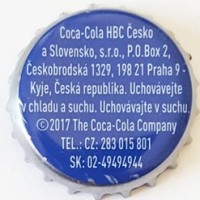 Coca-Cola HBC Česko
a Slovensko, s.r.o., P.O.Box 2,
Českobrodská 1329, 198 21 Praha 9 -
Kyje, Česká republika. Uchovávejte
v chladu a suchu. Uchovávajte v suchu.
© 2017 The Coca-Cola Company
TEL.: CZ: 283 015 801
SK: 02-49494944